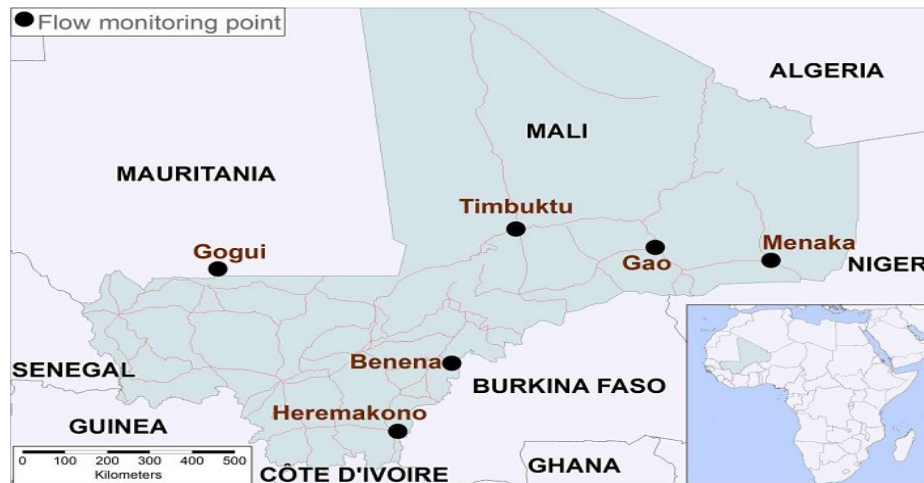 Flow monitoring point
ALGERIA
MALI
MAURITANIA
Timbuktu
Gogui
Gao
Menaka
NIGER
Benena
SENEGAL
BURKINA FASO
Heremakono
GUINEA
0 100 200 300 400 500
Kilometers
CÔTE D'IVOIRE
GHANA